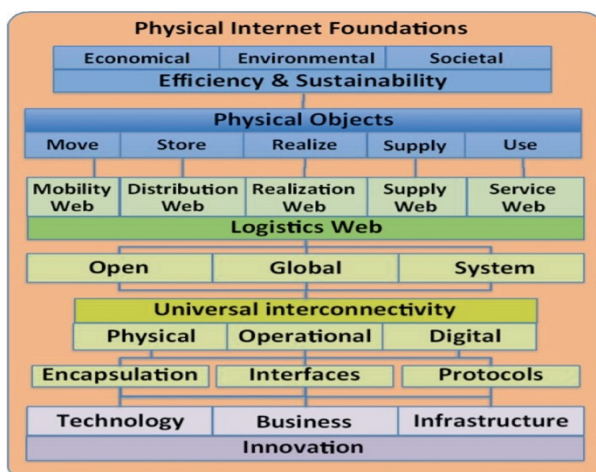 Physical Internet Foundations
Economical Environmental Societal
Efficiency & Sustainability
Physical Objects
Move Store Realize Supply Use
Mobility Web Distribution Web Realization Web Supply Web Service Web
Logistics Web
Open Global System
Universal interconnectivity
Physical Operational Digital
Encapsulation Interfaces Protocols
Technology Business Infrastructure
Innovation